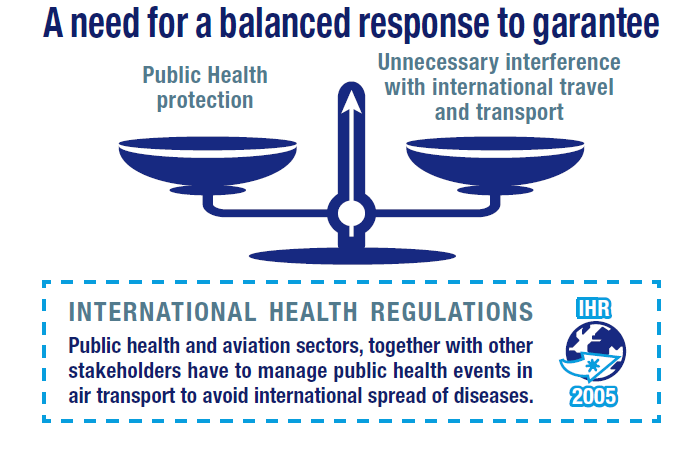 A need for a balanced response to garantee
Public Health
protection
Unnecessary interference
with international travel
and transport
INTERNATIONAL HEALTH REGULATIONS
Public health and aviation sectors, together with other
stakeholders have to manage public health events in
air transport to avoid international spread of diseases.
IHR
2005